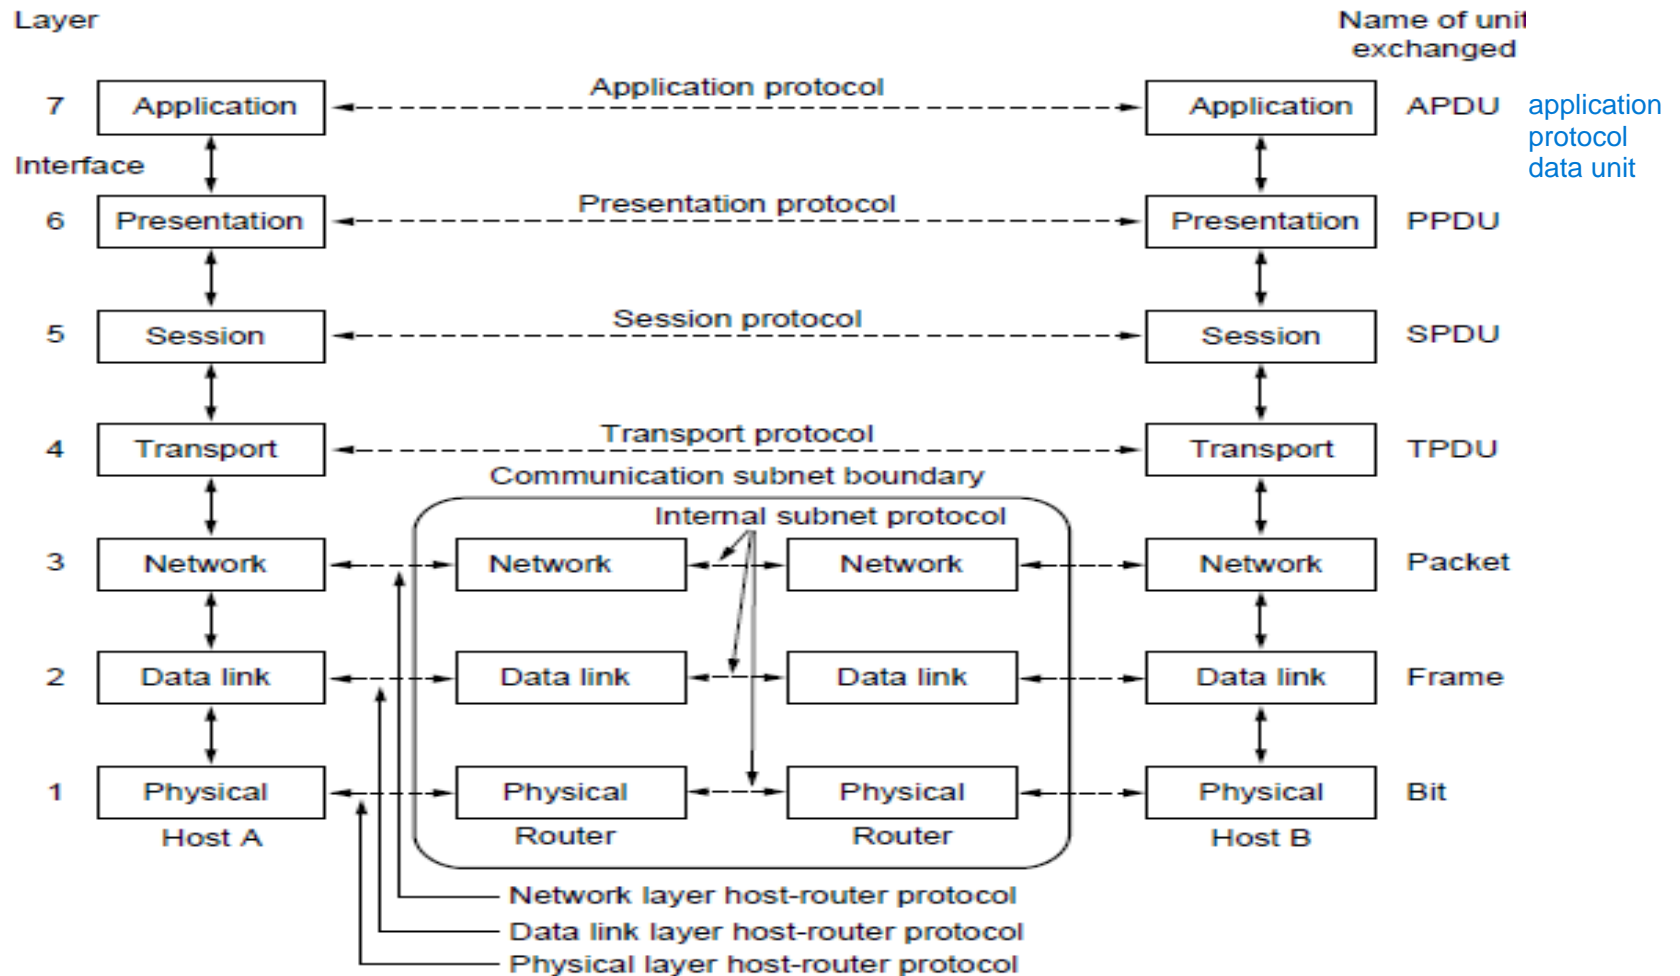 Layer
Name of unit
exchanged
7
Application
Application protocol
Application
APDU
application
protocol
data unit
Interface
6
Presentation
Presentation protocol
Presentation
PPDU
5
Session
Session protocol
Session
SPDU
4
Transport
Transport protocol
Transport
TPDU
Communication subnet boundary
Internal subnet protocol
3
Network
Network
Network
Network
Packet
2
Data link
Data link
Data link
Data link
Frame
1
Physical
Physical
Physical
Physical
Bit
Host A
Router
Router
Host B
Network layer host-router protocol
Data link layer host-router protocol
Physical layer host-router protocol